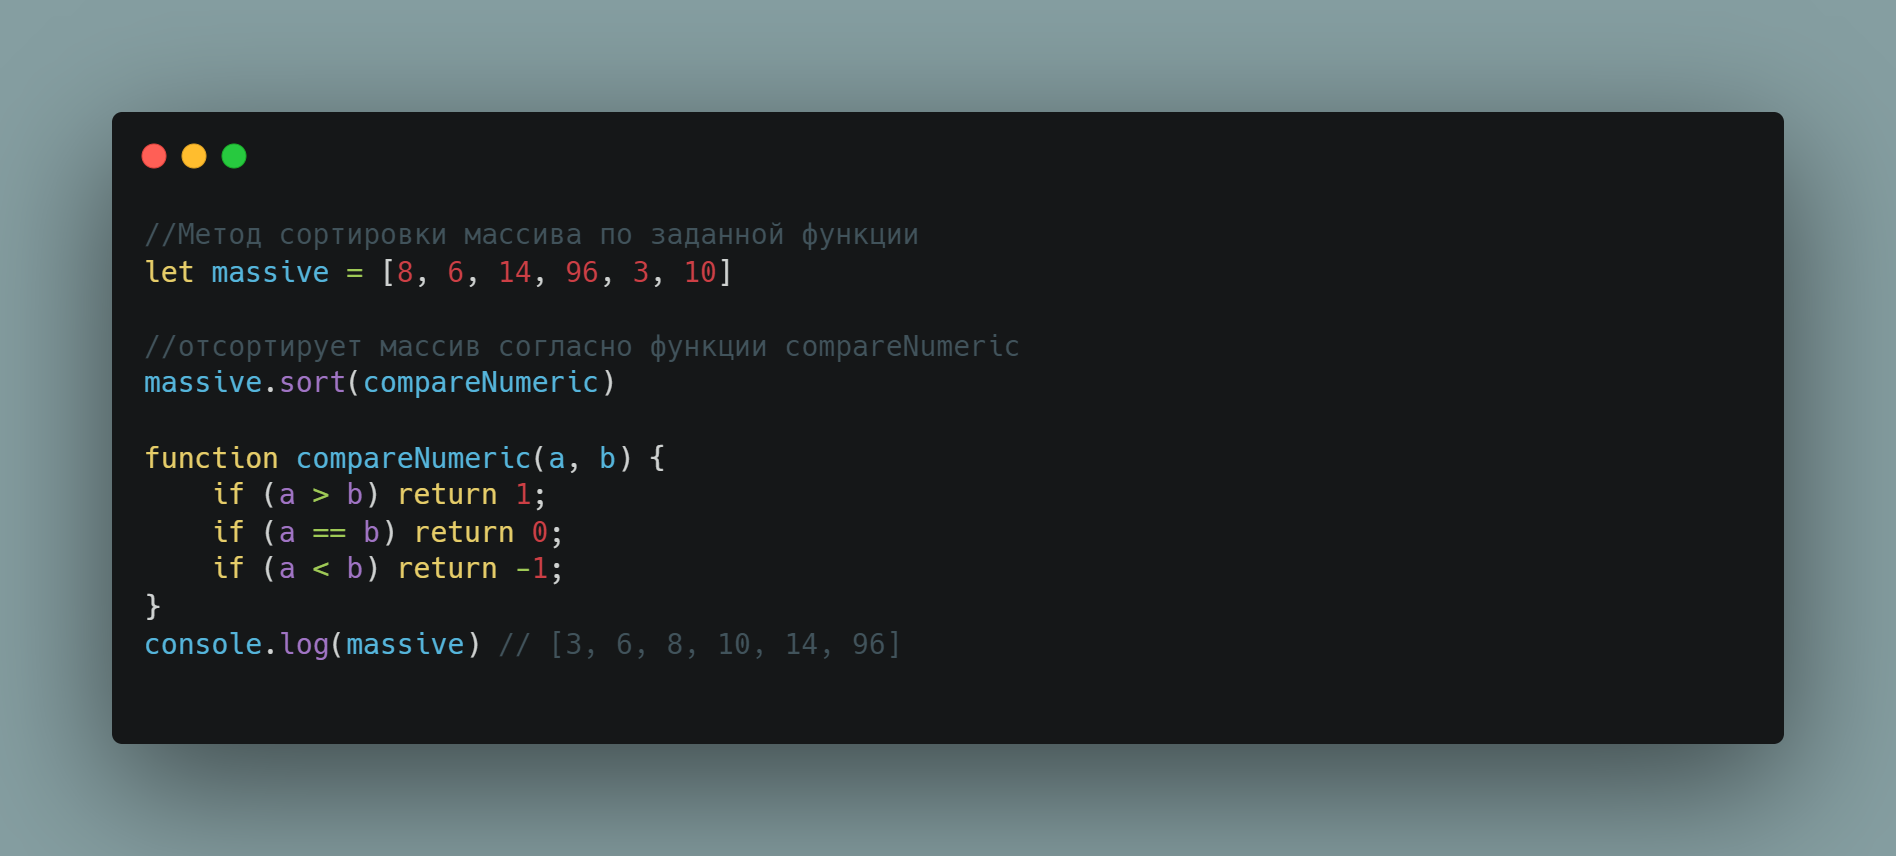 //Метод сортировки массива по заданной функции
let massive = [8, 6, 14, 96, 3, 10]
//отсортирует массив согласно функции compareNumeric
massive.sort(compareNumeric)
function compareNumeric(a, b) {
    if (a > b) return 1;
    if (a == b) return 0;
    if (a < b) return -1;
}
console.log(massive) // [3, 6, 8, 10, 14, 96]